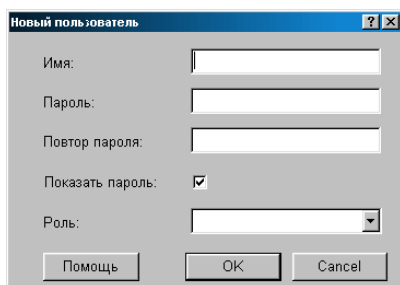 Новый пользователь
Имя:
Пароль:
Повтор пароля:
Показать пароль:
Роль:
Помощь OK Cancel